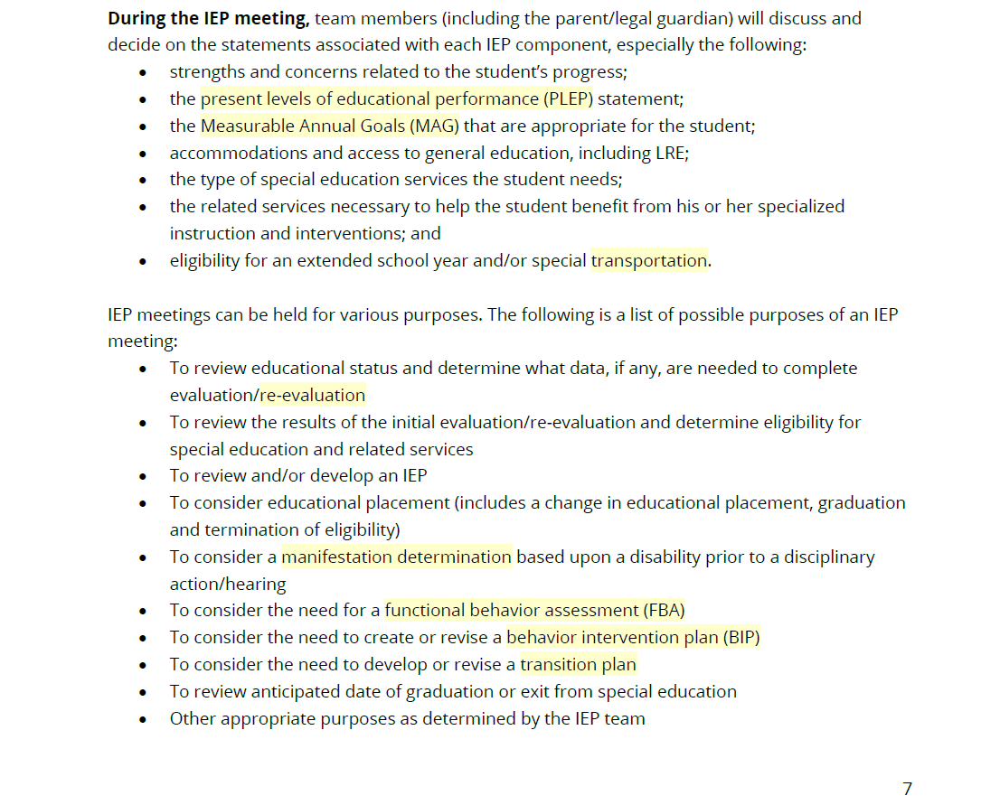 During the IEP meeting, team members (including the parent/legal guardian) will discuss and
decide on the statements associated with each IEP component, especially the following:
• strengths and concerns related to the student’s progress;
• the present levels of educational performance (PLEP) statement;
• the Measurable Annual Goals (MAG) that are appropriate for the student;
• accommodations and access to general education, including LRE;
• the type of special education services the student needs;
• the related services necessary to help the student benefit from his or her specialized
instruction and interventions; and
• eligibility for an extended school year and/or special transportation.
IEP meetings can be held for various purposes. The following is a list of possible purposes of an IEP
meeting:
• To review educational status and determine what data, if any, are needed to complete
evaluation/re-evaluation
• To review the results of the initial evaluation/re-evaluation and determine eligibility for
special education and related services
• To review and/or develop an IEP
• To consider educational placement (includes a change in educational placement, graduation
and termination of eligibility)
• To consider a manifestation determination based upon a disability prior to a disciplinary
action/hearing
• To consider the need for a functional behavior assessment (FBA)
• To consider the need to create or revise a behavior intervention plan (BIP)
• To consider the need to develop or revise a transition plan
• To review anticipated date of graduation or exit from special education
• Other appropriate purposes as determined by the IEP team
7